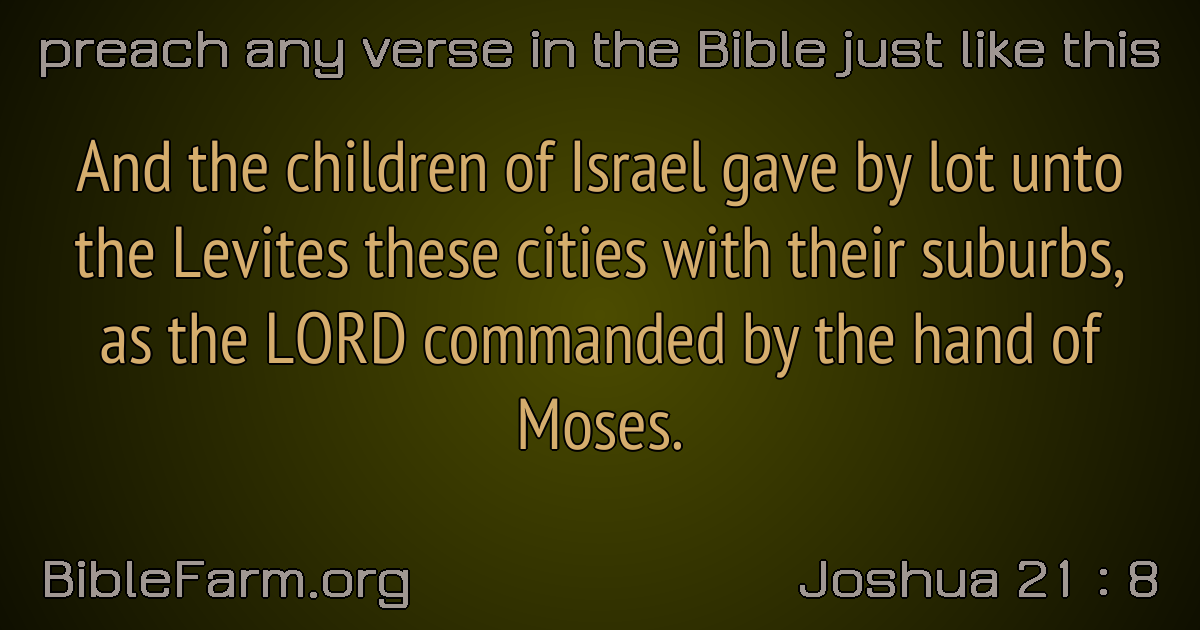 preach any verse in the Bible just like this
And the children of Israel gave by lot unto
the Levites these cities with their suburbs,
as the LORD commanded by the hand of
Moses.
BibleFarm.org
Joshua 21 : 8